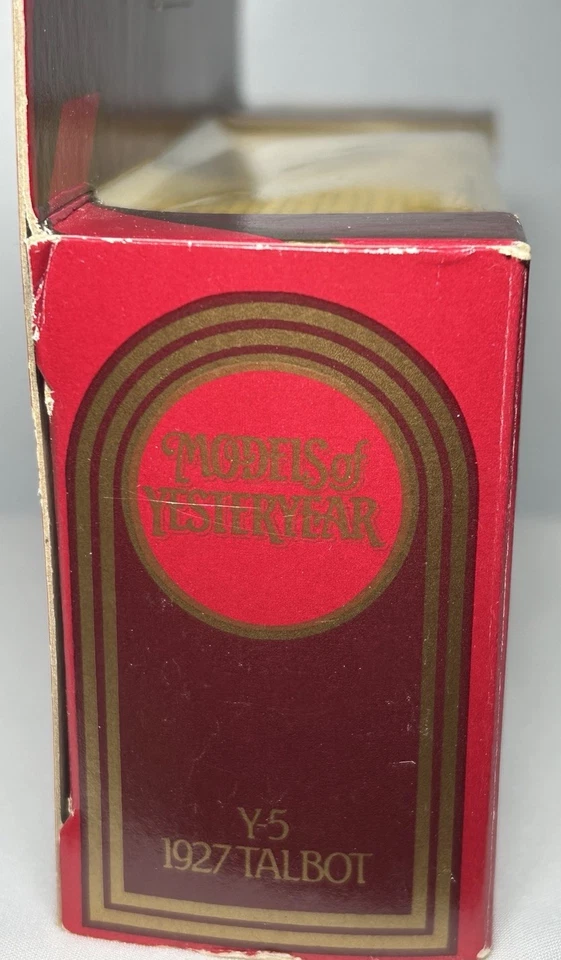 MODELS of
YESTERYEAR
Y-5
1927 TALBOT